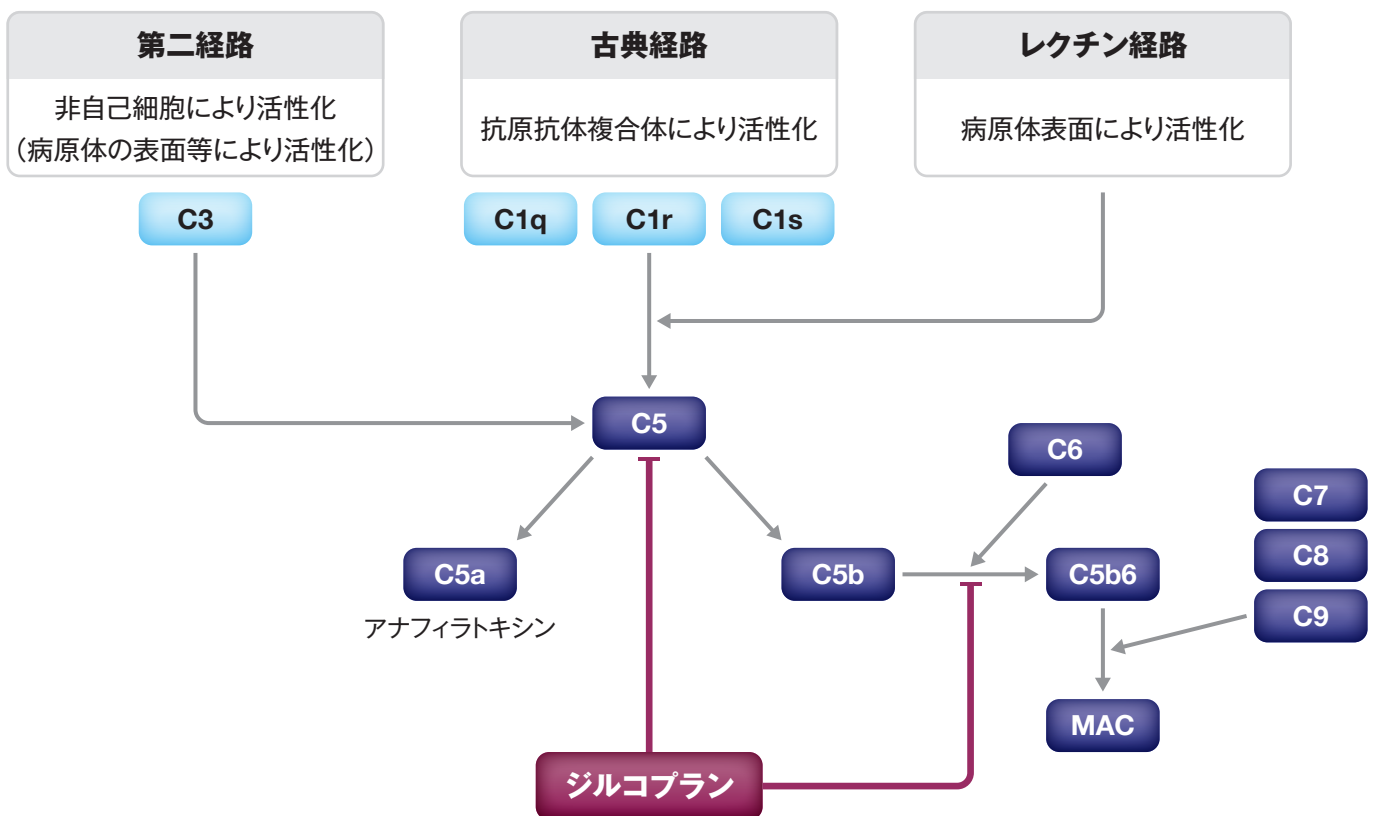 第二経路
非自己細胞により活性化
(病原体の表面等により活性化)
古典経路
抗原抗体複合体により活性化
レクチン経路
病原体表面により活性化
C3
C1q
C1r
C1s
C5
C6
C7
C8
C9
C5a
アナフィラトキシン
C5b
C5b6
MAC
ジルコプラン